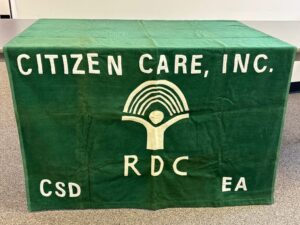 CITIZEN CARE, INC.
RDC
CSD EA